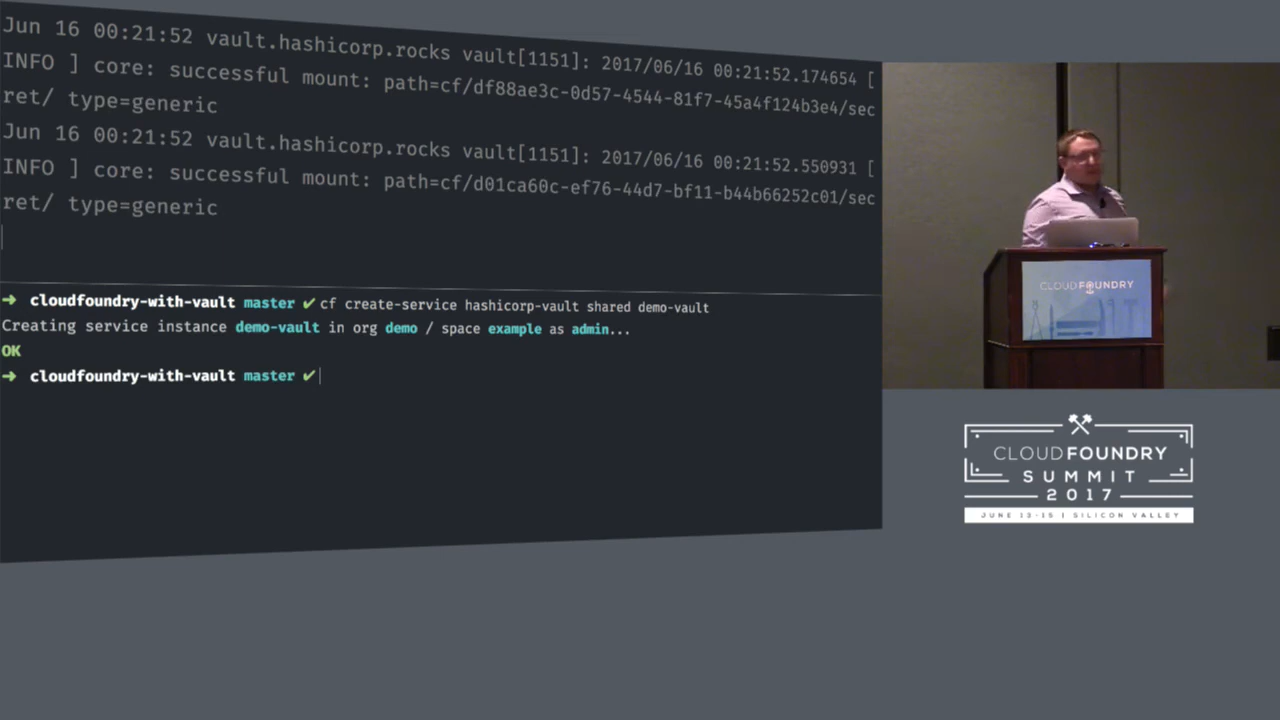 Jun 16 00:21:52 vault.hashicorp.rocks vault[1151]: 2017/06/16 00:21:52.174654 [
INFO ] core: successful mount: path=cf/df88ae3c-0d57-4544-81f7-45a4f124b3e4/sec
ret/ type=generic
Jun 16 00:21:52 vault.hashicorp.rocks vault[1151]: 2017/06/16 00:21:52.550931 [
INFO ] core: successful mount: path=cf/d01ca60c-ef76-44d7-bf11-b44b66252c01/sec
ret/ type=generic
➜ cloudfoundry-with-vault master ✔ cf create-service hashicorp-vault shared demo-vault
Creating service instance demo-vault in org demo / space example as admin...
OK
➜ cloudfoundry-with-vault master ✔
CLOUDFOUNDRY
CLOUDFOUNDRY
SUMMIT
2017
JUNE 13-15 | SILICON VALLEY